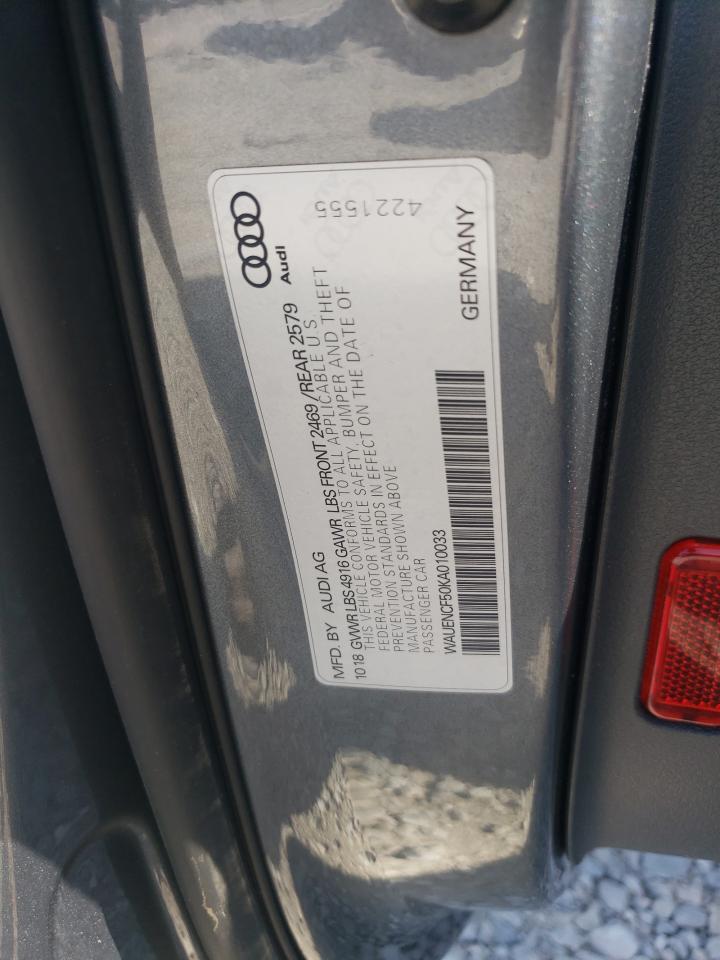 Audi
4221555
MFD. BY AUDI AG
1018 GVWR LBS 4916 GAWR LBS FRONT 2469/REAR 2579
THIS VEHICLE CONFORMS TO ALL APPLICABLE U.S.
FEDERAL MOTOR VEHICLE SAFETY, BUMPER AND THEFT
PREVENTION STANDARDS IN EFFECT ON THE DATE OF
MANUFACTURE SHOWN ABOVE
PASSENGER CAR
WAUENCF50KA010033
GERMANY